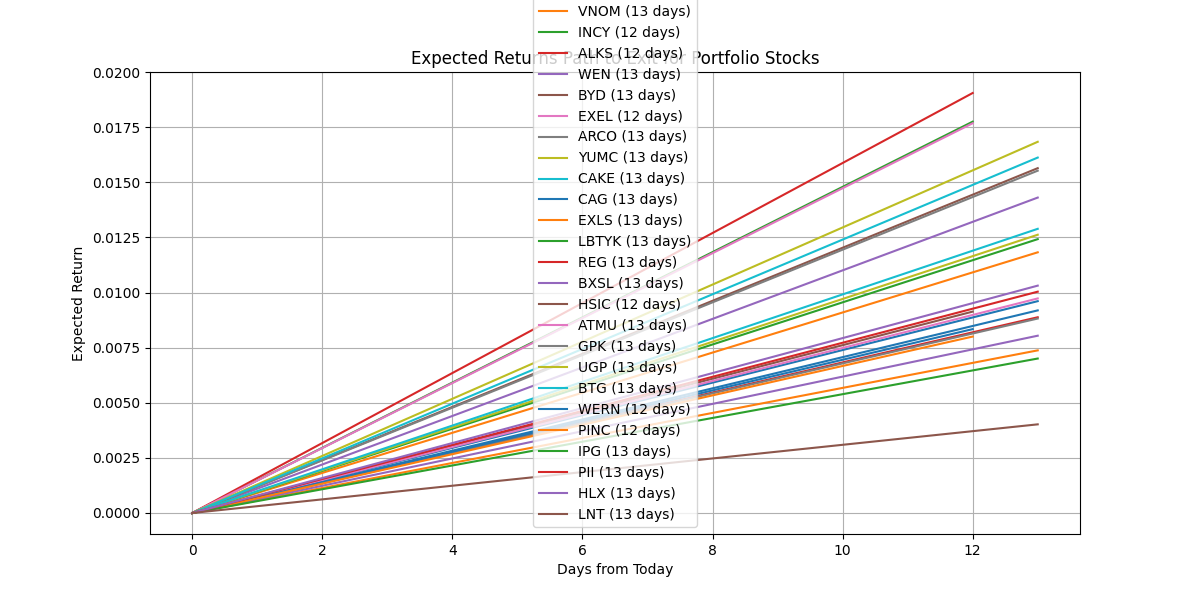 VNOM (13 days)
INCY (12 days)
ALKS (12 days)
Expected Returns Path to Exit for Portfolio Stocks
WEN (13 days)
BYD (13 days)
EXEL (12 days)
ARCO (13 days)
YUMC (13 days)
CAKE (13 days)
CAG (13 days)
EXLS (13 days)
LBTYK (13 days)
REG (13 days)
BXSL (13 days)
HSIC (12 days)
ATMU (13 days)
GPK (13 days)
UGP (13 days)
BTG (13 days)
WERN (12 days)
PINC (12 days)
IPG (13 days)
PII (13 days)
HLX (13 days)
LNT (13 days)
Expected Return
0.0200
0.0175
0.0150
0.0125
0.0100
0.0075
0.0050
0.0025
0.0000
0 2 4 6 8 10 12
Days from Today